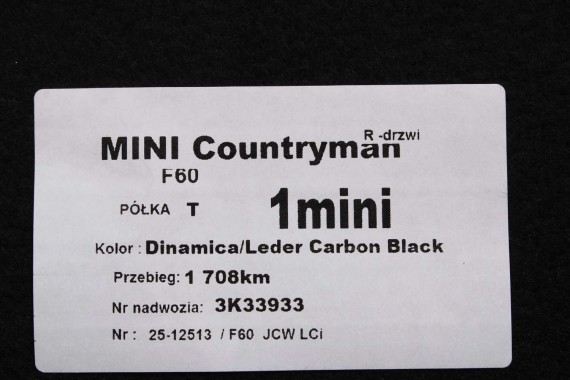 R -drzwi
MINI Countryman
F60
PÓŁKA T 1mini
Kolor : Dinamica/Leder Carbon Black
Przebieg: 1 708km
Nr nadwozia: 3K33933
Nr : 25-12513 / F60 JCW LCi